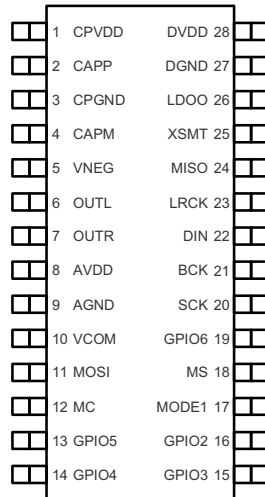 1 CPVDD DVDD 28
2 CAPP DGND 27
3 CPGND LDOO 26
4 CAPM XSMT 25
5 VNEG MISO 24
6 OUTL LRCK 23
7 OUTR DIN 22
8 AVDD BCK 21
9 AGND SCK 20
10 VCOM GPIO6 19
11 MOSI MS 18
12 MC MODE1 17
13 GPIO5 GPIO2 16
14 GPIO4 GPIO3 15